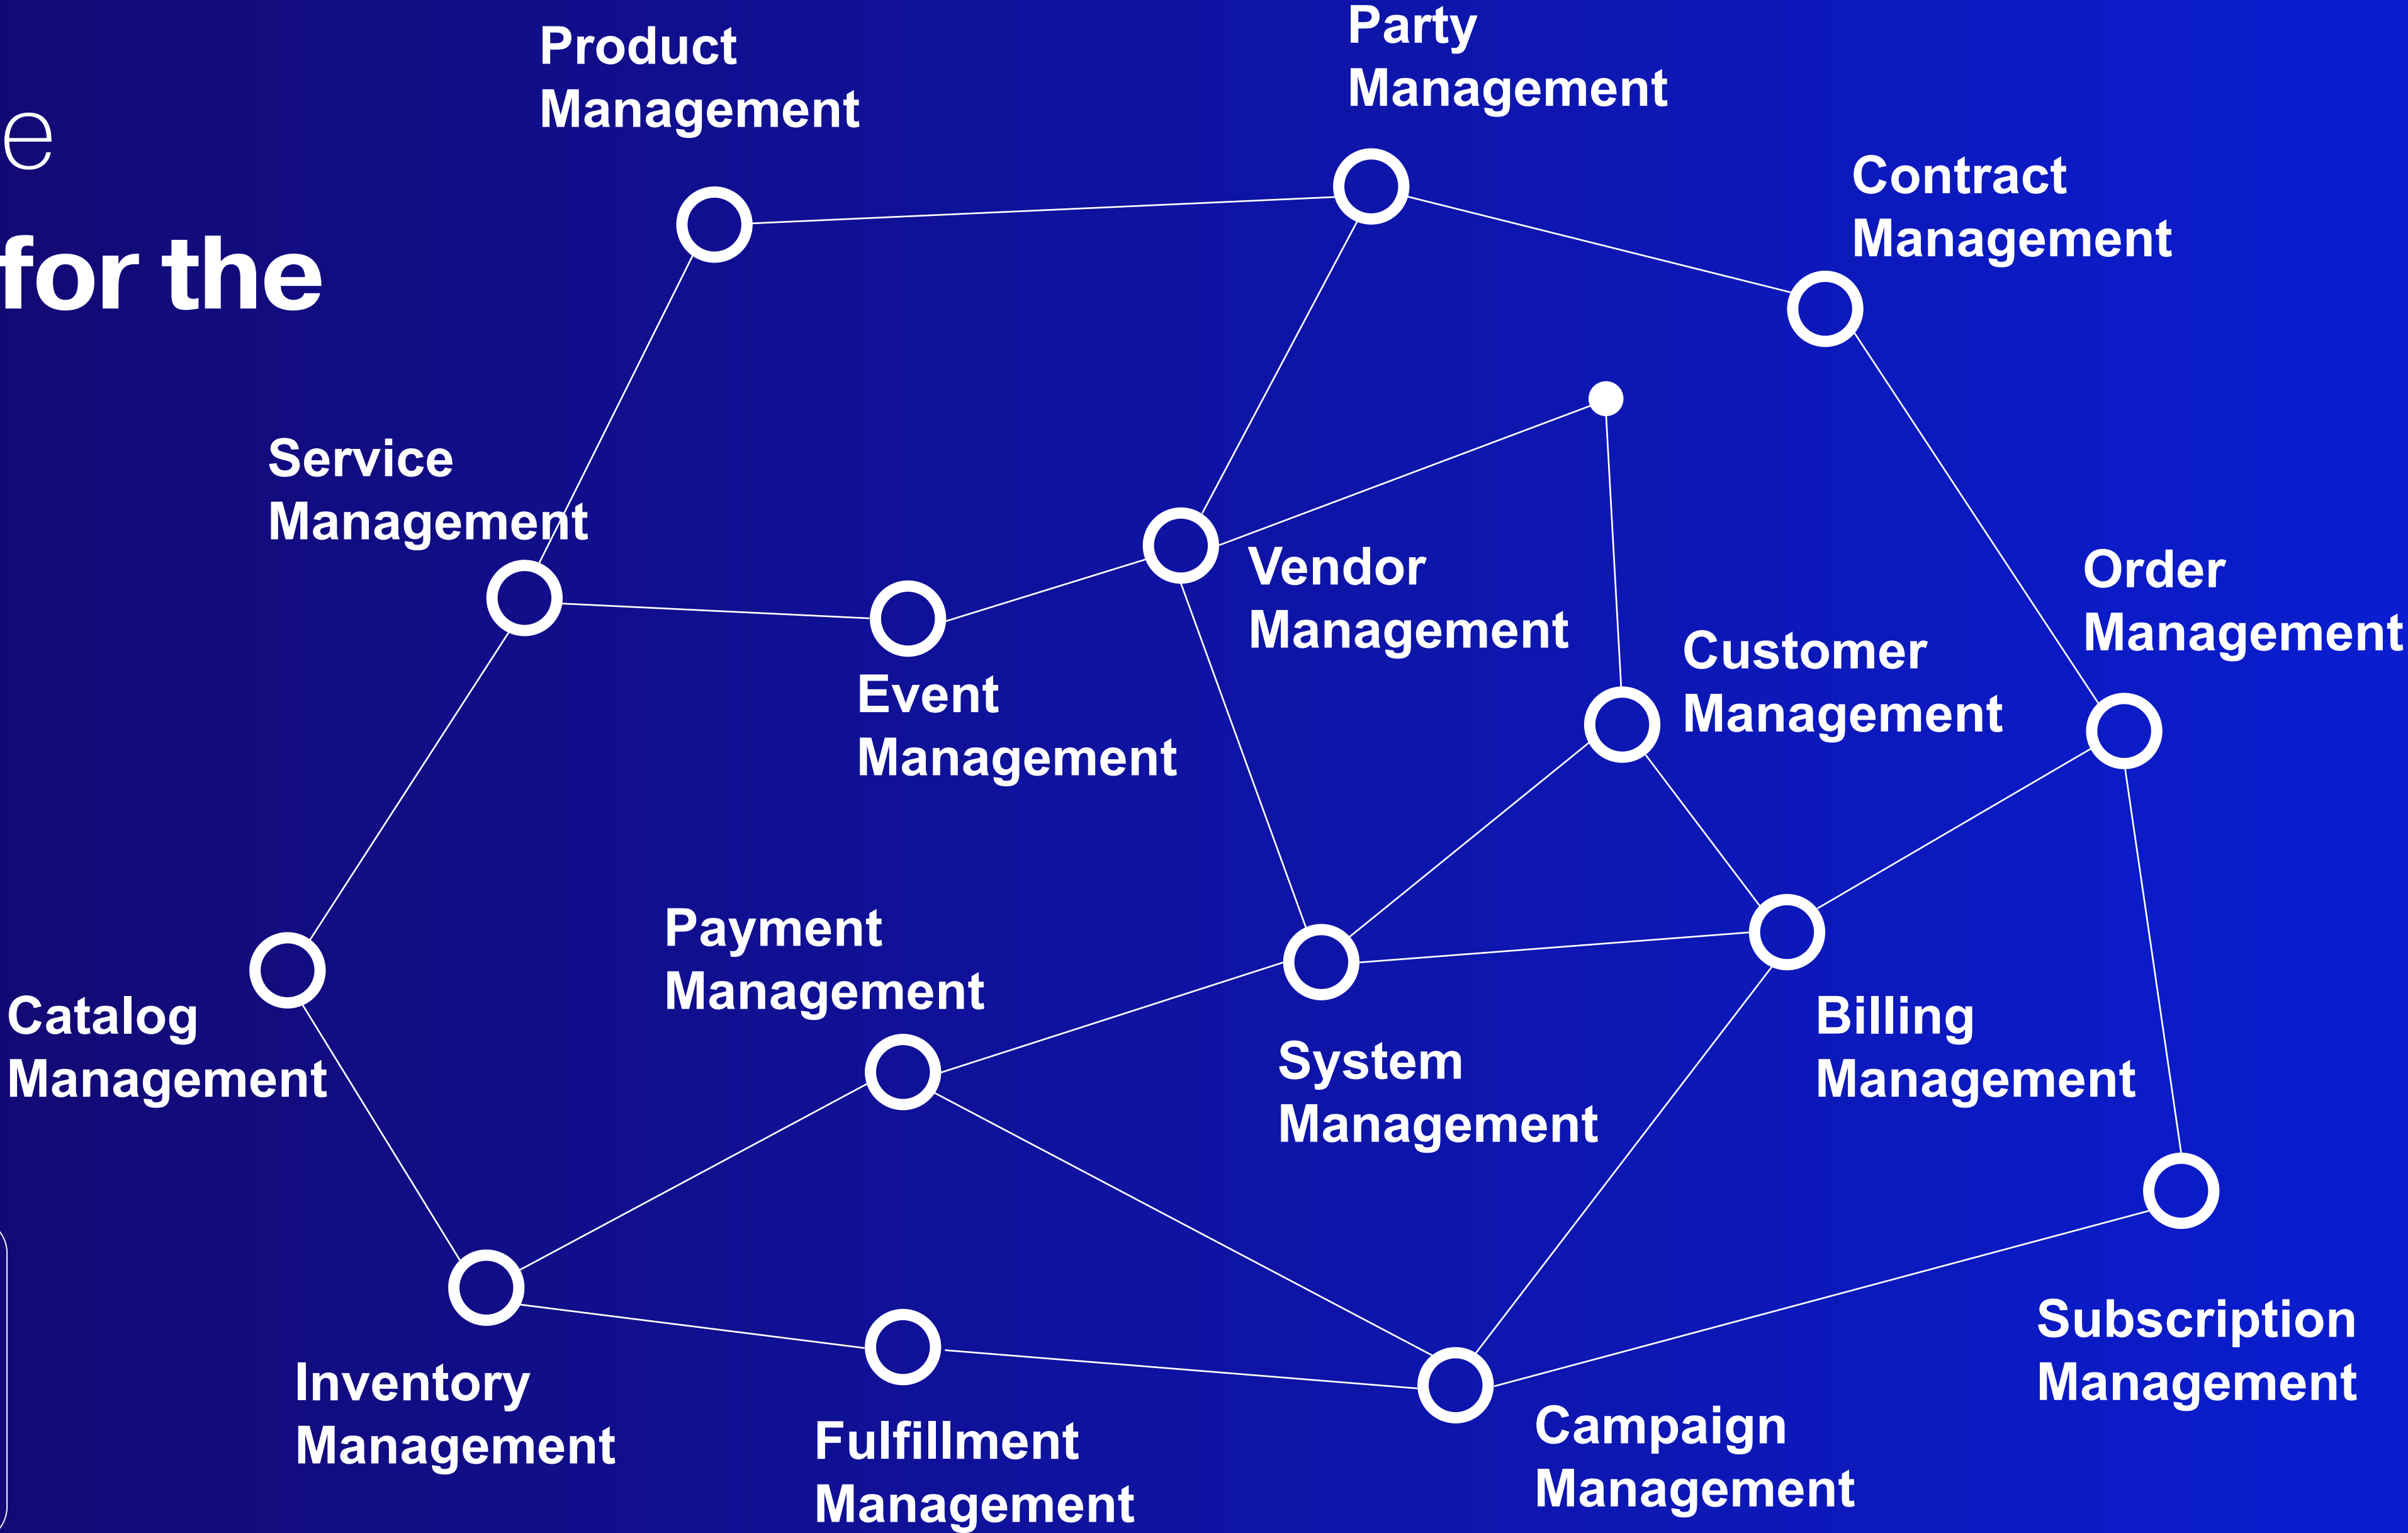 e
for the
Product
Management
Party
Management
Contract
Management
Service
Management
Vendor
Management
Order
Management
Customer
Management
Event
Management
Payment
Management
Catalog
Management
System
Management
Billing
Management
Inventory
Management
Fulfillment
Management
Campaign
Management
Subscription
Management